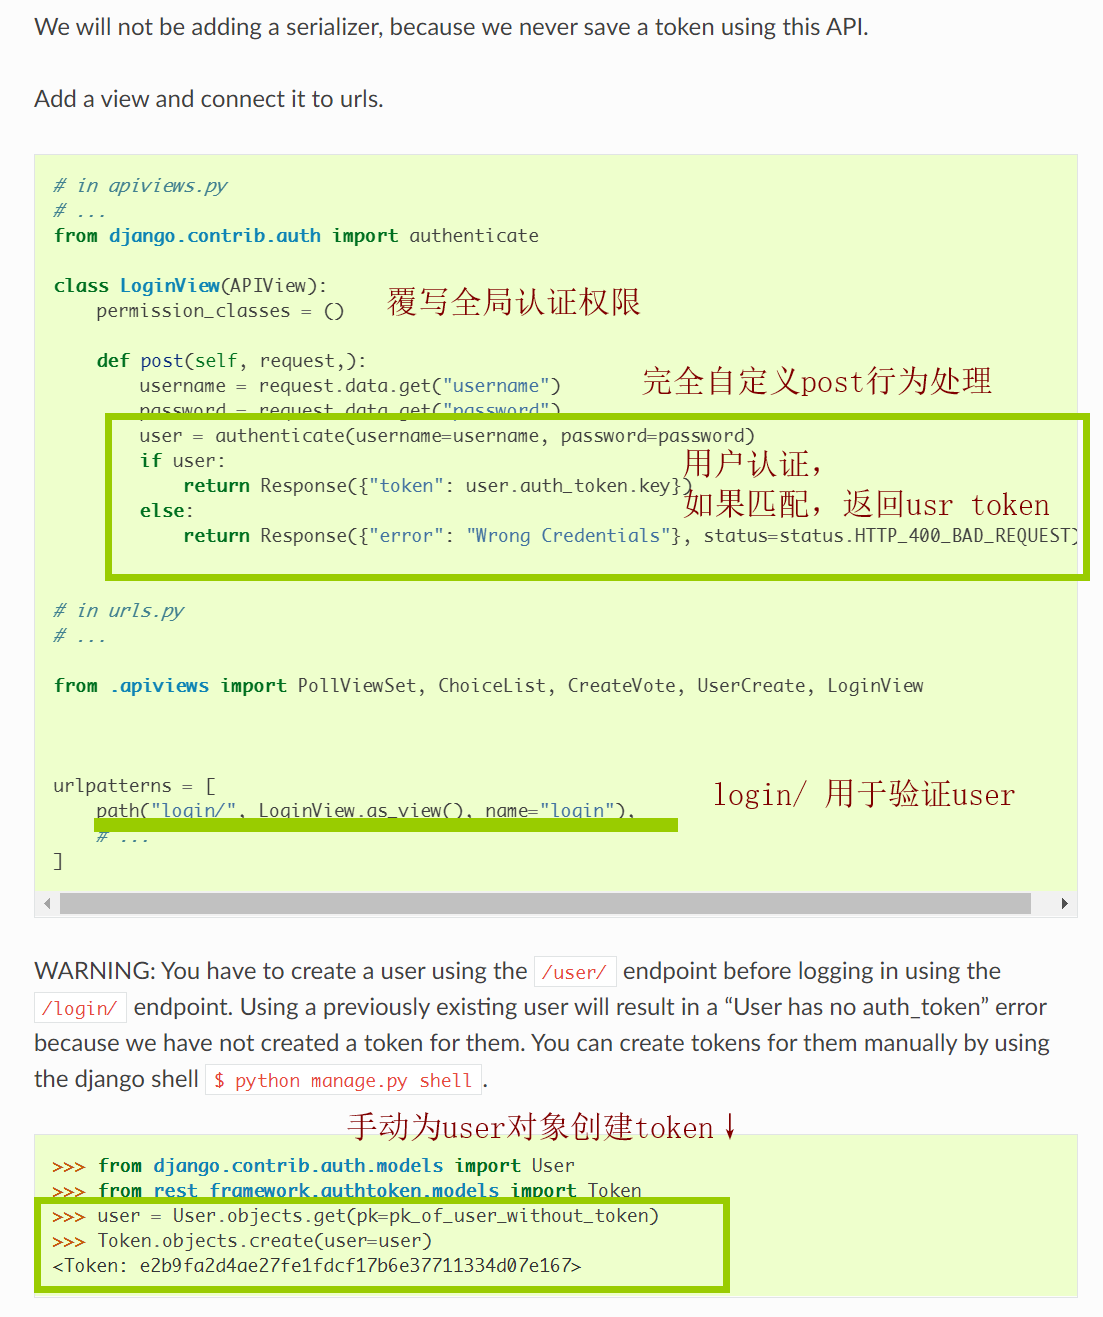 We will not be adding a serializer, because we never save a token using this API.
Add a view and connect it to urls.
# in apiviews.py
# ...
from django.contrib.auth import authenticate
class LoginView(APIView):
permission_classes = ()
覆写全局认证权限
def post(self, request,):
username = request.data.get("username")
完全自定义post行为处理
password = request.data.get("password")
user = authenticate(username=username, password=password)
if user:
用户认证，
return Response({"token": user.auth_token.key})
如果匹配，返回usr token
else:
return Response({"error": "Wrong Credentials"}, status=status.HTTP_400_BAD_REQUEST)
# in urls.py
# ...
from .apiviews import PollViewSet, ChoiceList, CreateVote, UserCreate, LoginView
urlpatterns = [
path("login/", LoginView.as_view(), name="login"),
login/ 用于验证user
# ...
]
WARNING: You have to create a user using the /user/ endpoint before logging in using the
/login/ endpoint. Using a previously existing user will result in a “User has no auth_token” error
because we have not created a token for them. You can create tokens for them manually by using
the django shell $ python manage.py shell .
手动为user对象创建token↓
>>> from django.contrib.auth.models import User
>>> from rest_framework.authtoken.models import Token
>>> user = User.objects.get(pk=pk_of_user_without_token)
>>> Token.objects.create(user=user)
<Token: e2b9fa2d4ae27fe1fdcf17b6e37711334d07e167>